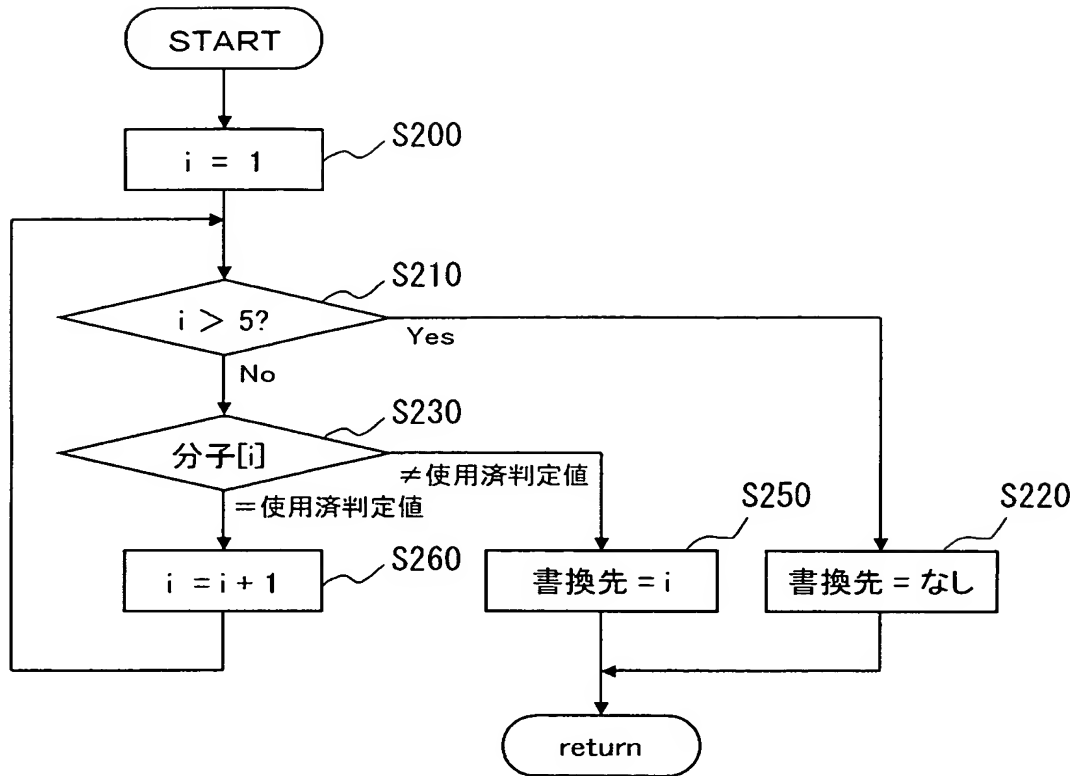 START
S200
i = 1
S210
i > 5?
Yes
No
S230
分子[i]
≠使用済判定値
=使用済判定値
S250
S220
S260
i = i + 1
書換先 = i
書換先 = なし
return